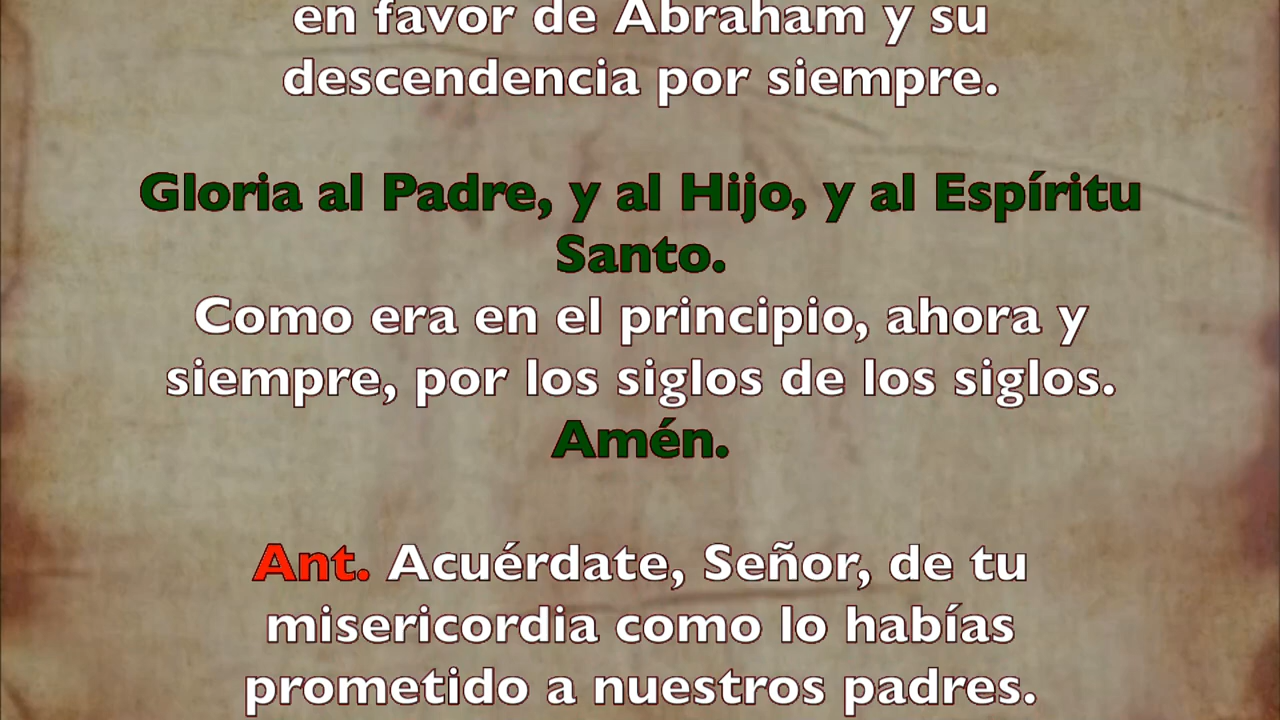 en favor de Abraham y su
descendencia por siempre.
Gloria al Padre, y al Hijo, y al Espíritu
Santo.
Como era en el principio, ahora y
siempre, por los siglos de los siglos.
Amén.
Ant. Acuérdate, Señor, de tu
misericordia como lo habías
prometido a nuestros padres.